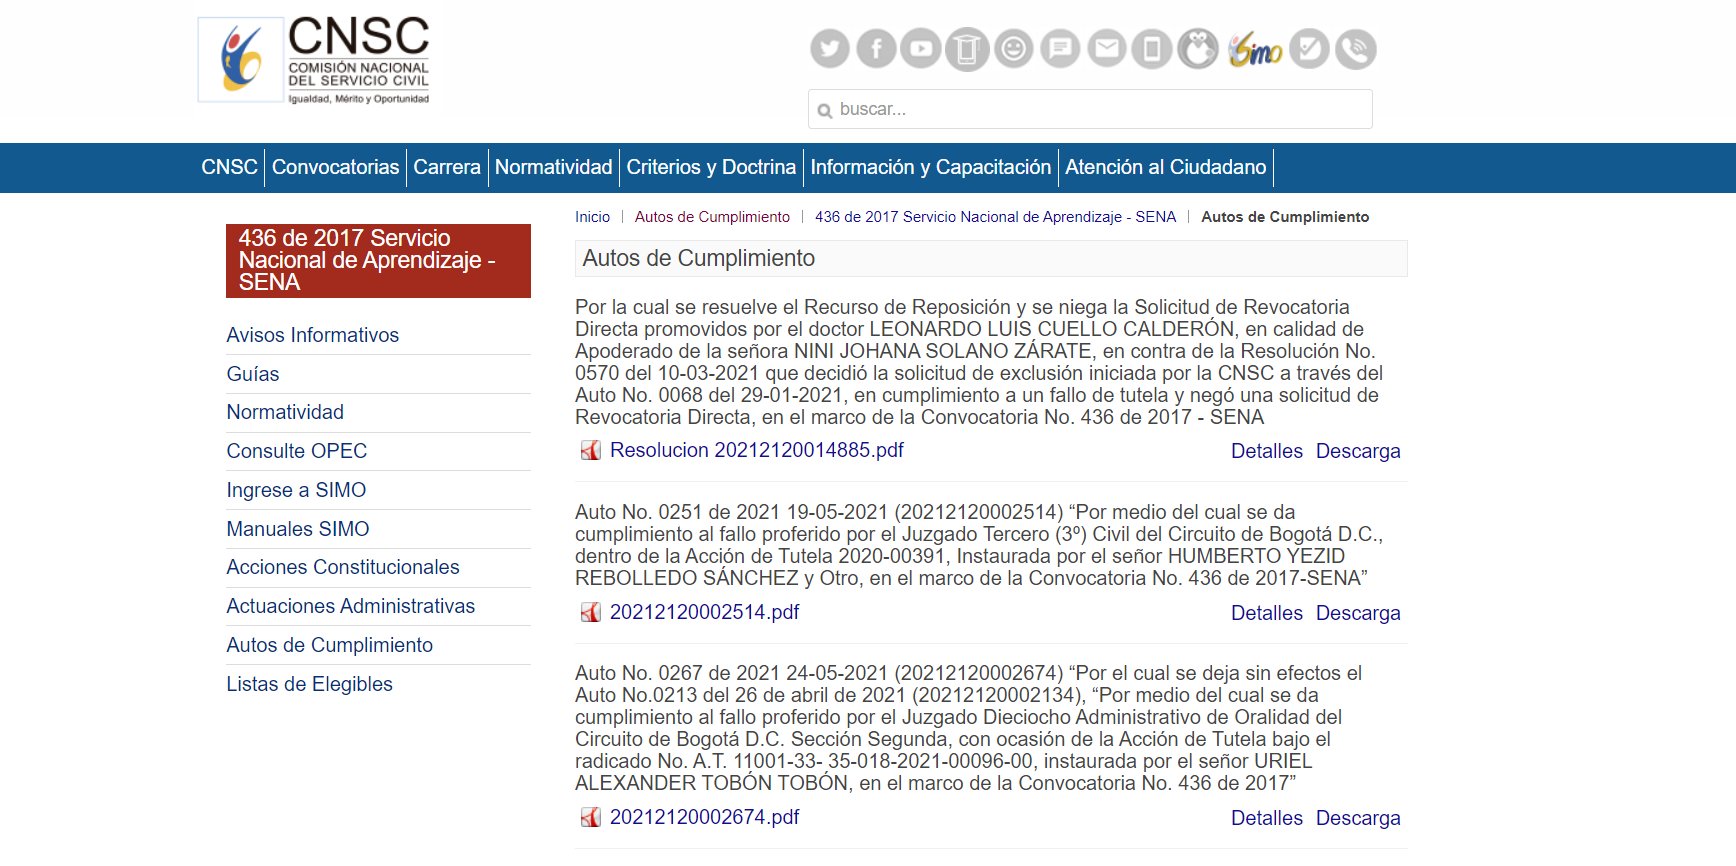 CNSC
COMISIÓN NACIONAL
DEL SERVICIO CIVIL
Igualdad, Mérito y Oportunidad
Simo
buscar...
CNSC
Convocatorias
Carrera
Normatividad
Criterios y Doctrina
Información y Capacitación
Atención al Ciudadano
436 de 2017 Servicio
Nacional de Aprendizaje -
SENA
Avisos Informativos
Guías
Normatividad
Consulte OPEC
Ingrese a SIMO
Manuales SIMO
Acciones Constitucionales
Actuaciones Administrativas
Autos de Cumplimiento
Listas de Elegibles
Inicio | Autos de Cumplimiento | 436 de 2017 Servicio Nacional de Aprendizaje - SENA | Autos de Cumplimiento
Autos de Cumplimiento
Por la cual se resuelve el Recurso de Reposición y se niega la Solicitud de Revocatoria
Directa promovidos por el doctor LEONARDO LUIS CUELLO CALDERÓN, en calidad de
Apoderado de la señora NINI JOHANA SOLANO ZÁRATE, en contra de la Resolución No.
0570 del 10-03-2021 que decidió la solicitud de exclusión iniciada por la CNSC a través del
Auto No. 0068 del 29-01-2021, en cumplimiento a un fallo de tutela y negó una solicitud de
Revocatoria Directa, en el marco de la Convocatoria No. 436 de 2017 - SENA
Resolucion 20212120014885.pdf Detalles Descarga
Auto No. 0251 de 2021 19-05-2021 (20212120002514) “Por medio del cual se da
cumplimiento al fallo proferido por el Juzgado Tercero (3º) Civil del Circuito de Bogotá D.C.,
dentro de la Acción de Tutela 2020-00391, Instaurada por el señor HUMBERTO YEZID
REBOLLEDO SÁNCHEZ y Otro, en el marco de la Convocatoria No. 436 de 2017-SENA”
20212120002514.pdf Detalles Descarga
Auto No. 0267 de 2021 24-05-2021 (20212120002674) “Por el cual se deja sin efectos el
Auto No.0213 del 26 de abril de 2021 (20212120002134), “Por medio del cual se da
cumplimiento al fallo proferido por el Juzgado Dieciocho Administrativo de Oralidad del
Circuito de Bogotá D.C. Sección Segunda, con ocasión de la Acción de Tutela bajo el
radicado No. A.T. 11001-33- 35-018-2021-00096-00, instaurada por el señor URIEL
ALEXANDER TOBÓN TOBÓN, en el marco de la Convocatoria No. 436 de 2017”
20212120002674.pdf Detalles Descarga